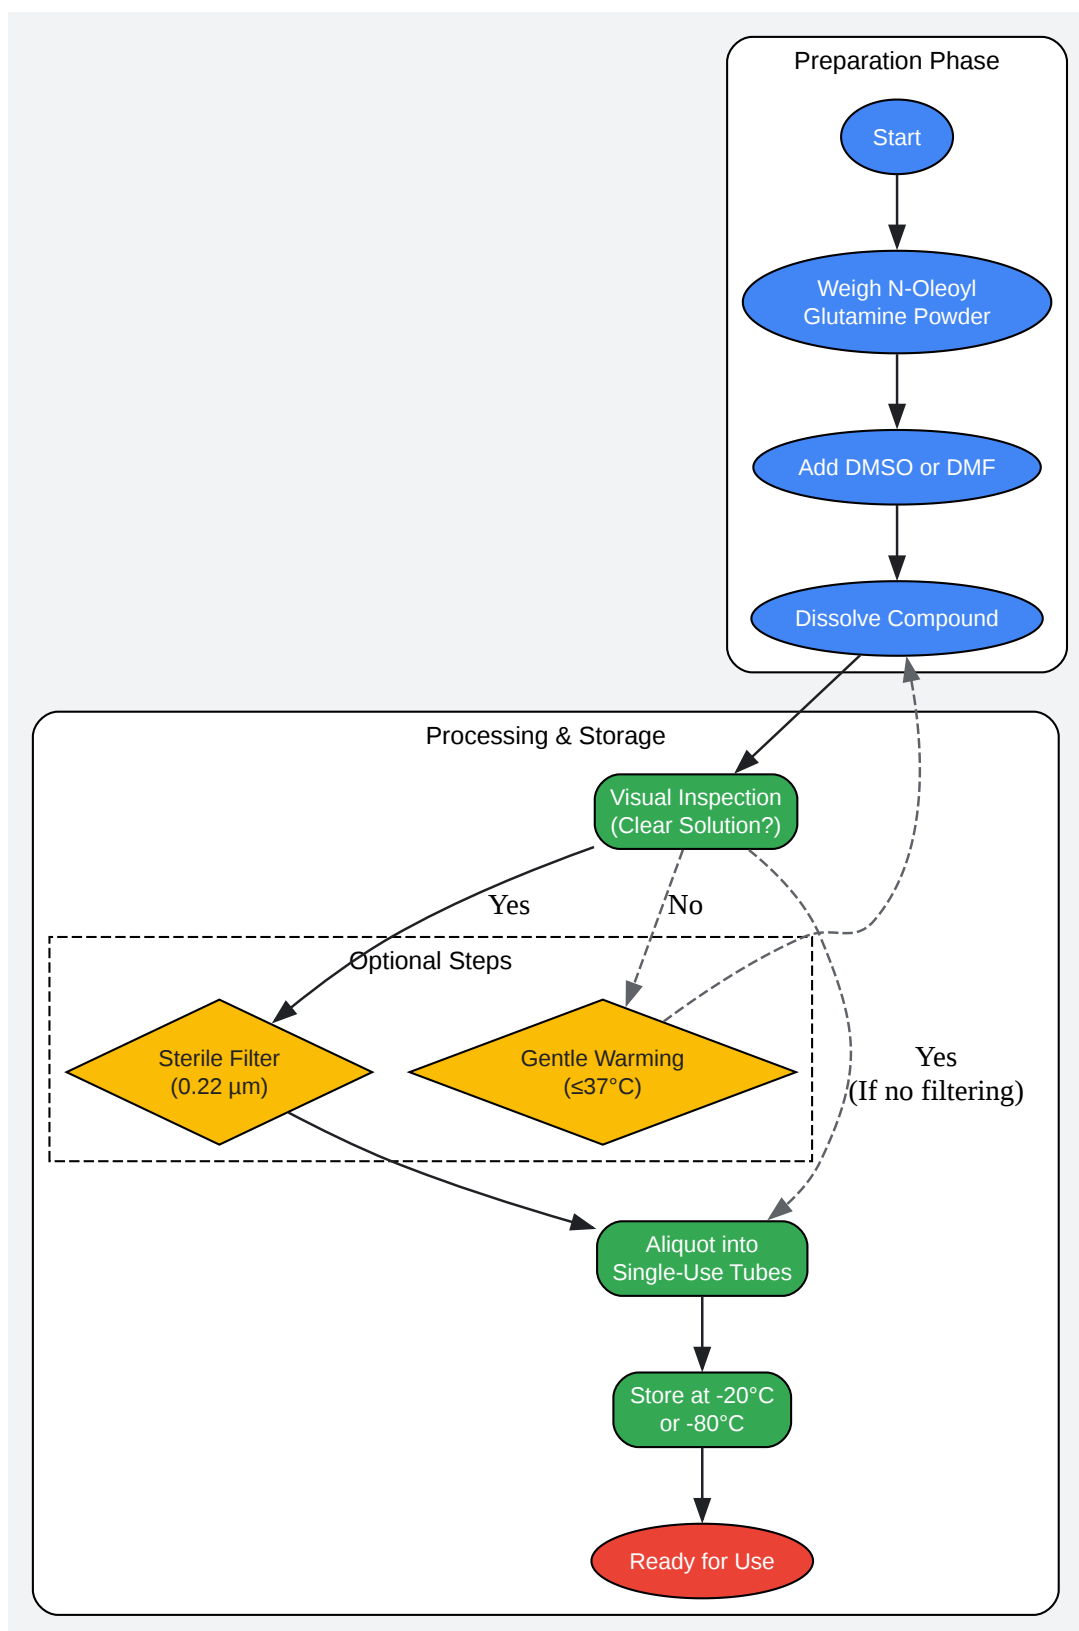 Preparation Phase
Start
Weigh N-Oleoyl
Glutamine Powder
Add DMSO or DMF
Dissolve Compound
Processing & Storage
Visual Inspection
(Clear Solution?)
Yes
No
Optional Steps
Sterile Filter
(0.22 µm)
Gentle Warming
(≤37°C)
Yes
(If no filtering)
Aliquot into
Single-Use Tubes
Store at -20°C
or -80°C
Ready for Use